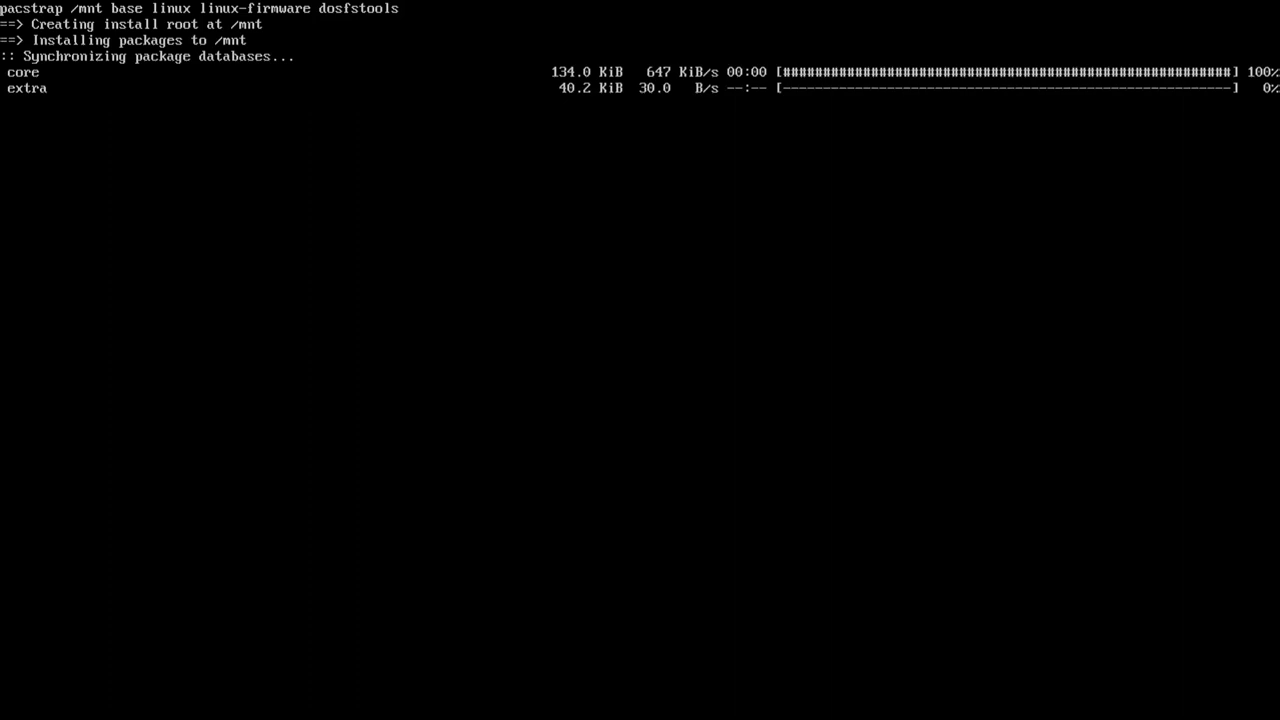 pacstrap /mnt base linux linux-firmware dosfstools
==> Creating install root at /mnt
==> Installing packages to /mnt
:: Synchronizing package databases...
core 134.0 KiB 647 KiB/s 00:00 [########################################################] 100%
extra 40.2 KiB 30.0 B/s --:-- [--------------------------------------------------------] 0%